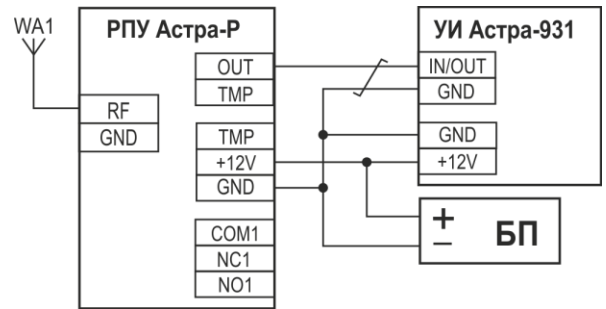 WA1
РПУ Астра-Р
RF
GND
OUT
TMP
TMP
+12V
GND
COM1
NC1
NO1
УИ Астра-931
IN/OUT
GND
GND
+12V
+
–
БП